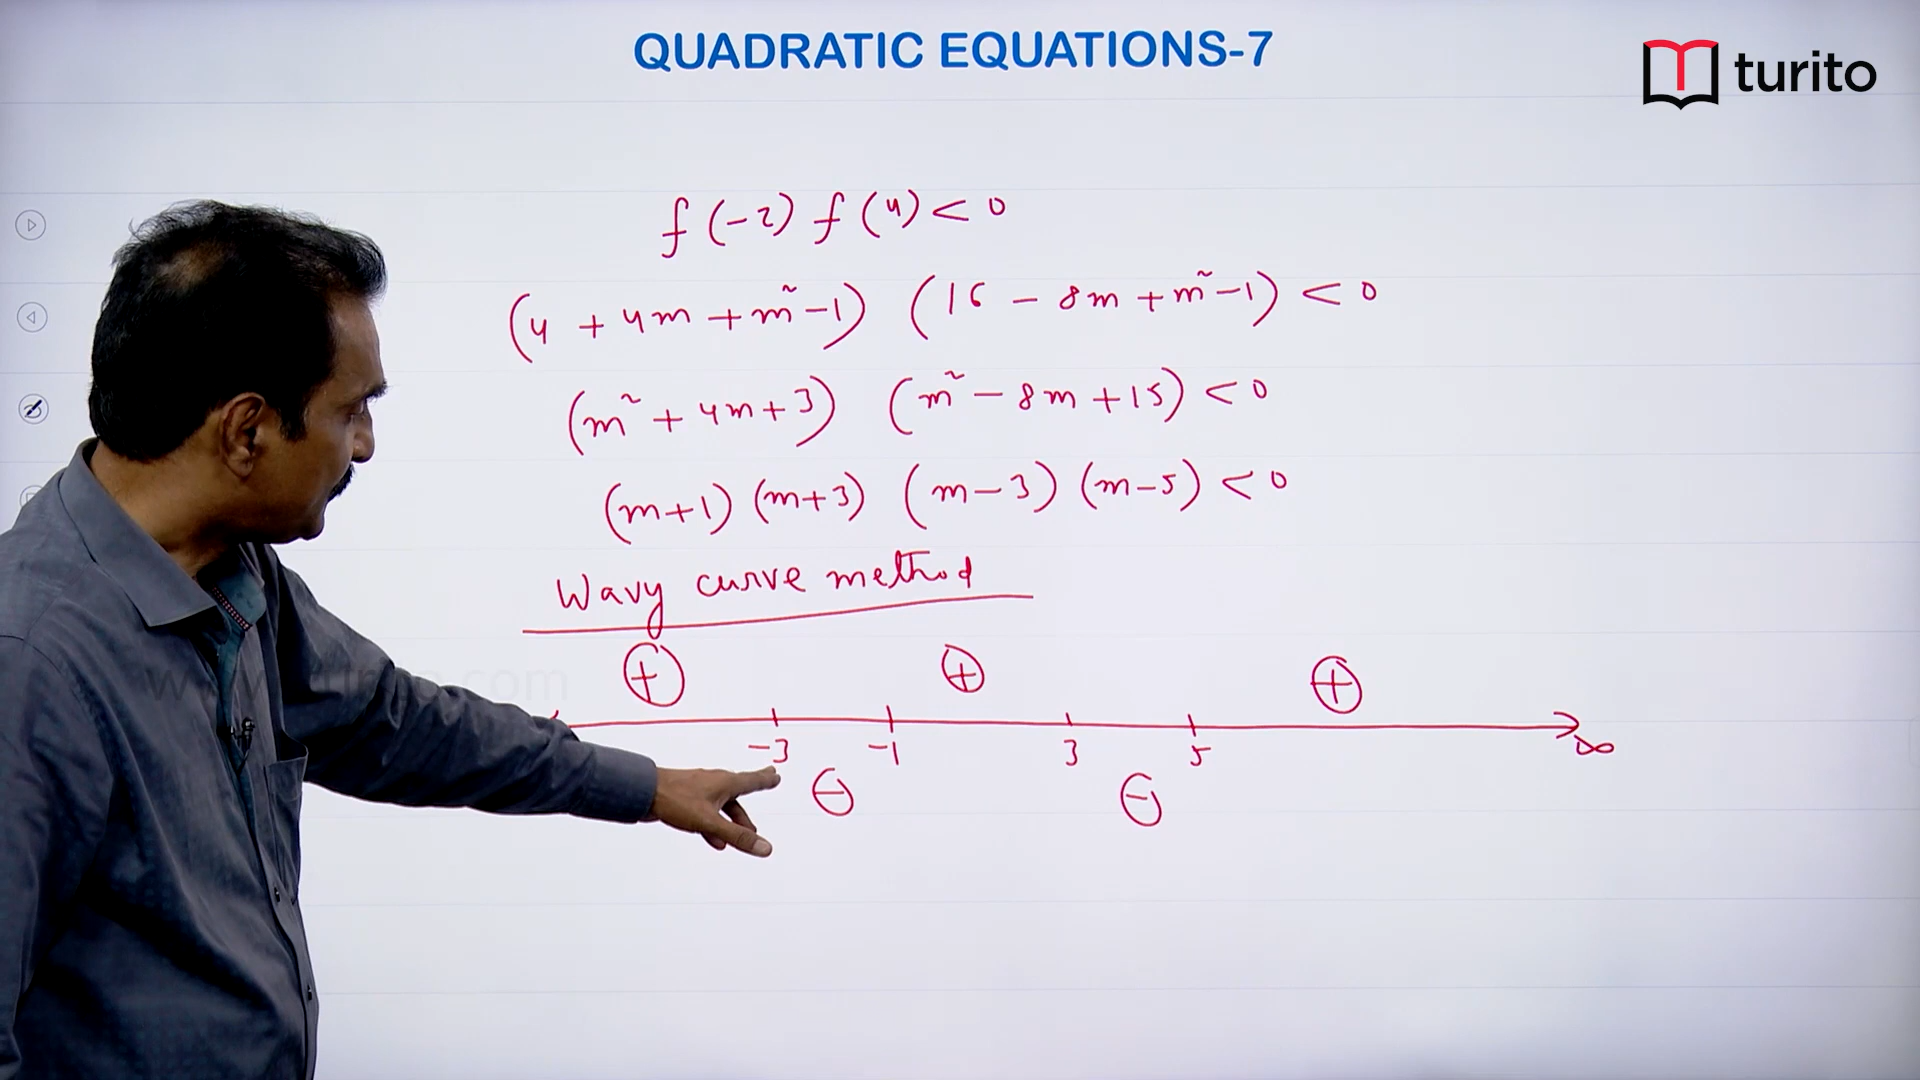 QUADRATIC EQUATIONS-7
turito
f(-2) f(4) < 0
(4 + 4m + m² - 1) (16 - 8m + m² - 1) < 0
(m² + 4m + 3) (m² - 8m + 15) < 0
(m+1) (m+3) (m-3) (m-5) < 0
Wavy curve method
+ + +
-3 -1 3 5 ∞
- -